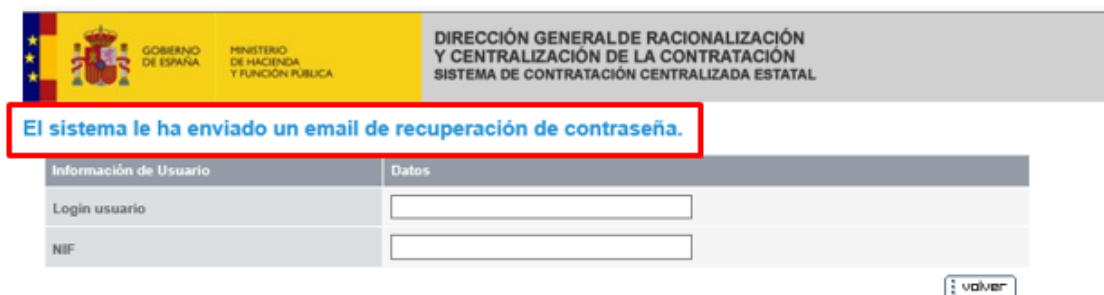 GOBIERNO
DE ESPAÑA
MINISTERIO
DE HACIENDA
Y FUNCIÓN PÚBLICA
DIRECCIÓN GENERALDE RACIONALIZACIÓN
Y CENTRALIZACIÓN DE LA CONTRATACIÓN
SISTEMA DE CONTRATACIÓN CENTRALIZADA ESTATAL
El sistema le ha enviado un email de recuperación de contraseña.
Información de Usuario Datos
Login usuario
NIF
volver